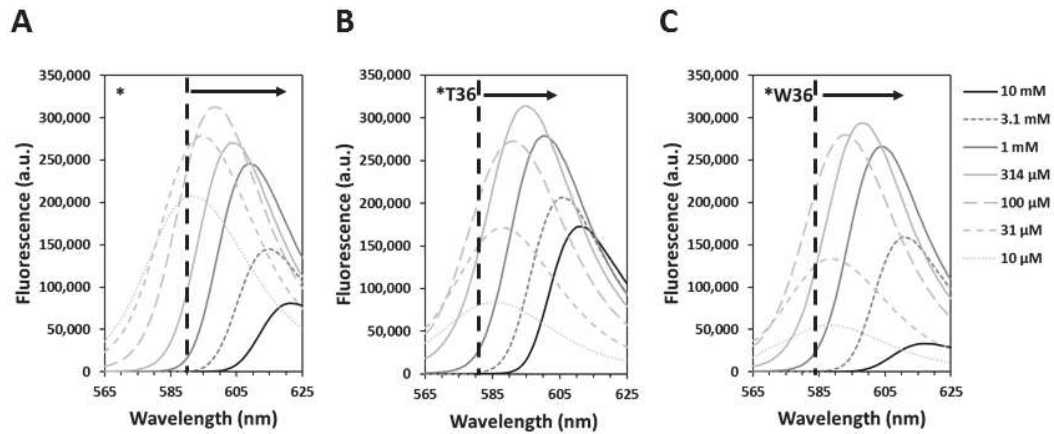 A
B
C
350,000
300,000
250,000
200,000
150,000
100,000
50,000
0
Fluorescence (a.u.)
*
565
585
605
625
Wavelength (nm)
350,000
300,000
250,000
200,000
150,000
100,000
50,000
0
Fluorescence (a.u.)
*T36
565
585
605
625
Wavelength (nm)
350,000
300,000
250,000
200,000
150,000
100,000
50,000
0
Fluorescence (a.u.)
*W36
565
585
605
625
Wavelength (nm)
10 mM
3.1 mM
1 mM
314 µM
100 µM
31 µM
10 µM